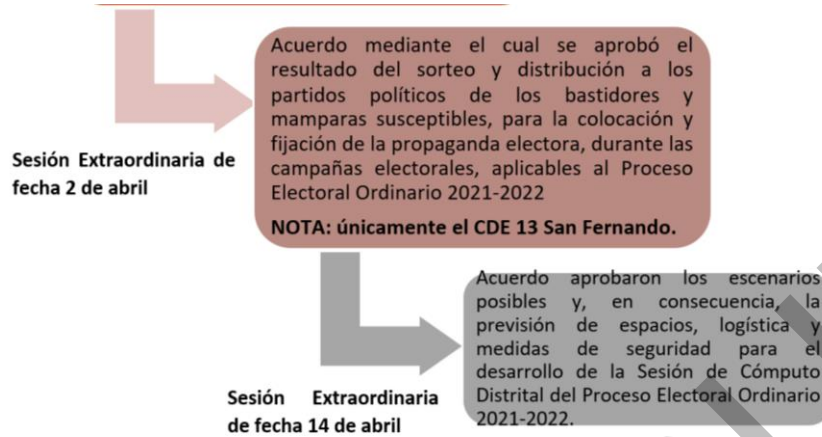 Acuerdo mediante el cual se aprobó el
resultado del sorteo y distribución a los
partidos políticos de los bastidores y
mamparas susceptibles, para la colocación y
fijación de la propaganda electora, durante las
campañas electorales, aplicables al Proceso
Electoral Ordinario 2021-2022
NOTA: únicamente el CDE 13 San Fernando.
Sesión Extraordinaria de
fecha 2 de abril
Acuerdo aprobaron los escenarios
posibles y, en consecuencia, la
previsión de espacios, logística y
medidas de seguridad para el
desarrollo de la Sesión de Cómputo
Distrital del Proceso Electoral Ordinario
2021-2022.
Sesión Extraordinaria
de fecha 14 de abril